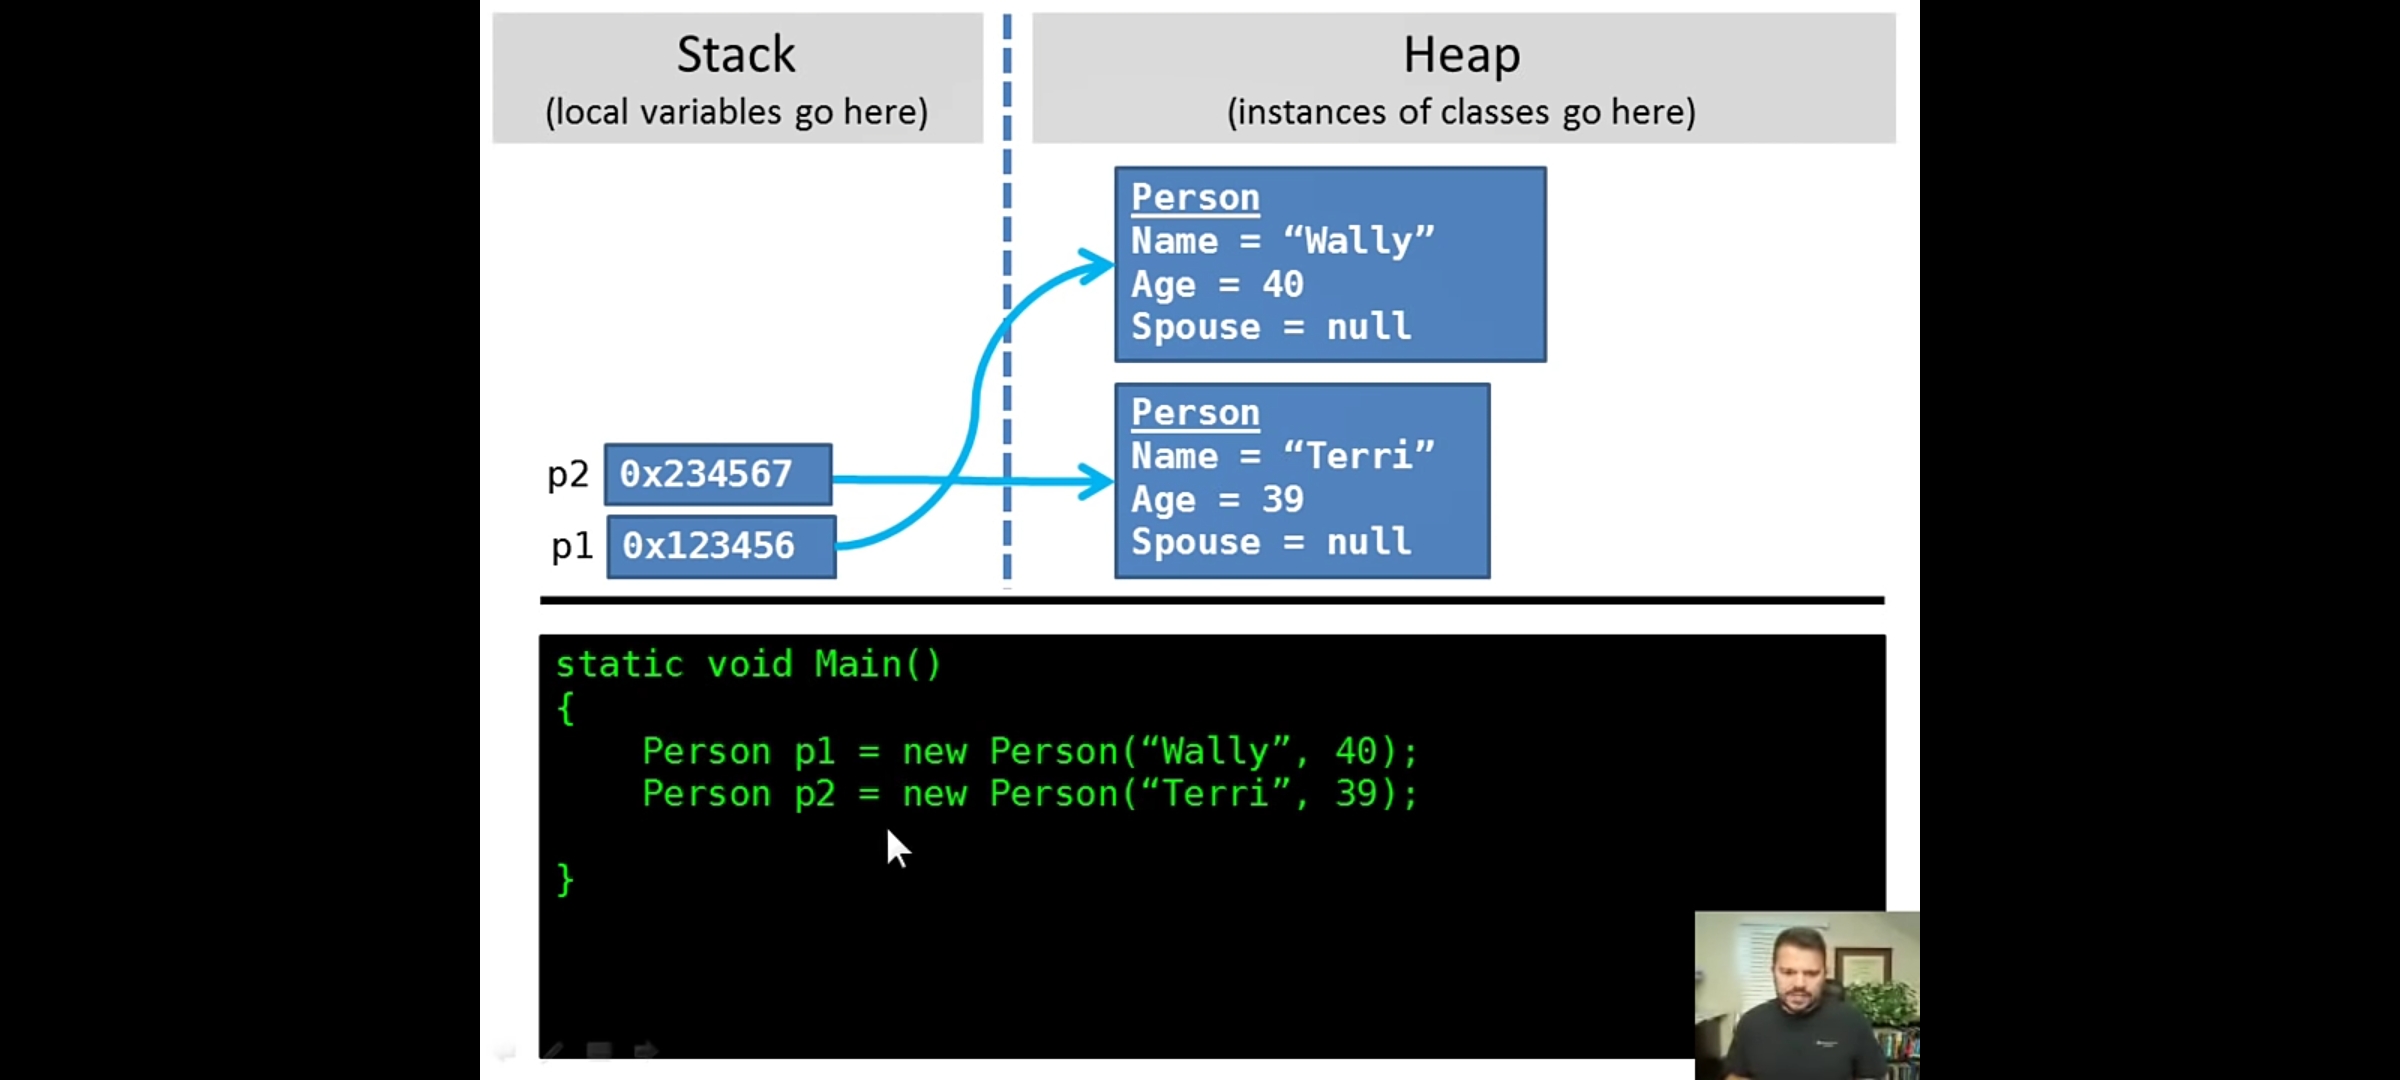 Stack
(local variables go here)
Heap
(instances of classes go here)
Person
Name = “Wally”
Age = 40
Spouse = null
Person
Name = “Terri”
Age = 39
Spouse = null
p2 0x234567
p1 0x123456
static void Main()
{
    Person p1 = new Person(“Wally”, 40);
    Person p2 = new Person(“Terri”, 39);
}